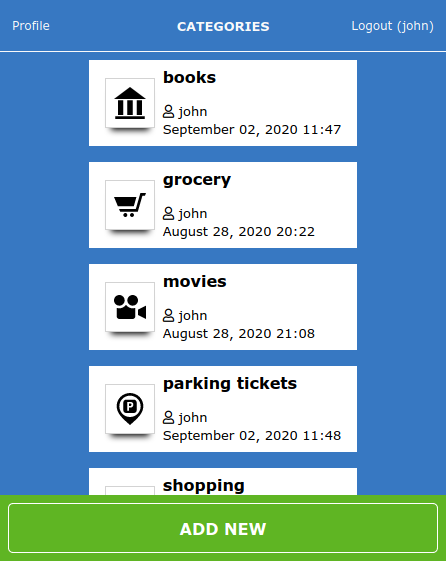 Profile CATEGORIES Logout (john)
books
john
September 02, 2020 11:47
grocery
john
August 28, 2020 20:22
movies
john
August 28, 2020 21:08
P
parking tickets
john
September 02, 2020 11:48
shopping
ADD NEW